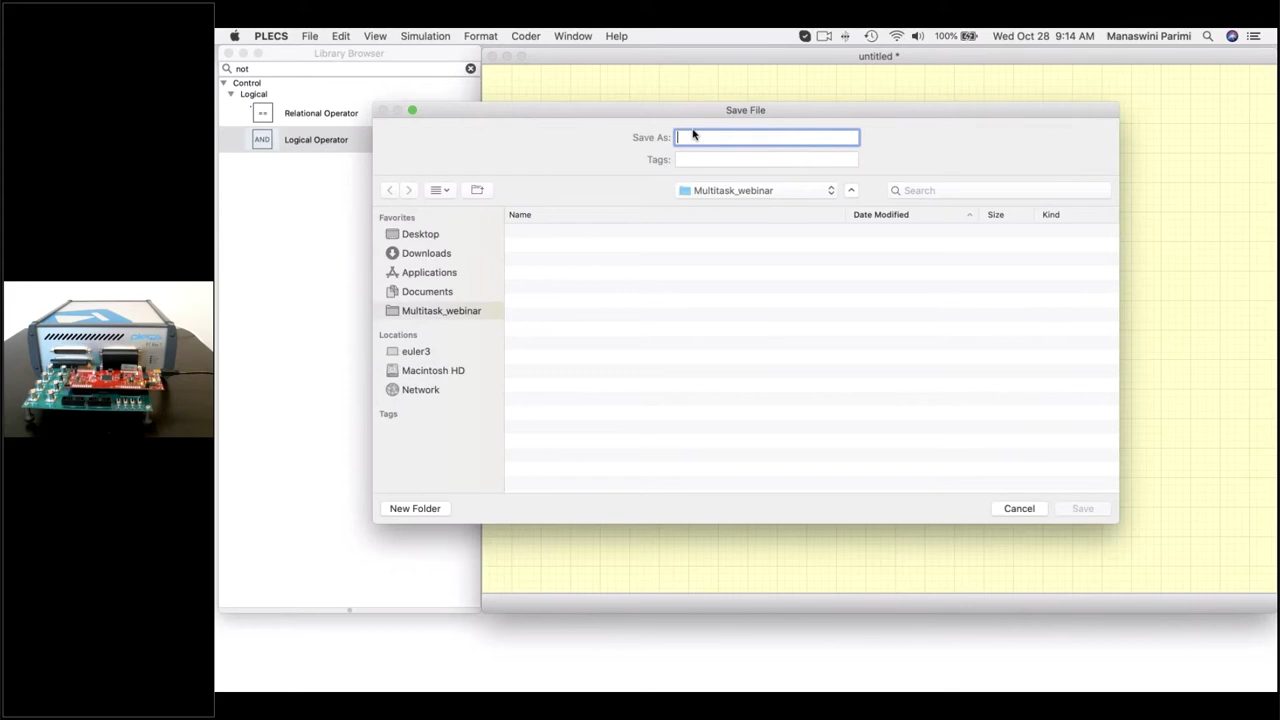 PLECS File Edit View Simulation Format Coder Window Help 100% Wed Oct 28 9:14 AM Manaswini Parimi
Library Browser
untitled *
not
Control
Logical
== Relational Operator
AND Logical Operator
Save File
Save As:
Tags:
Multitask_webinar
Search
Favorites
Name Date Modified Size Kind
Desktop
Downloads
Applications
Documents
Multitask_webinar
Locations
euler3
Macintosh HD
Network
Tags
New Folder Cancel Save